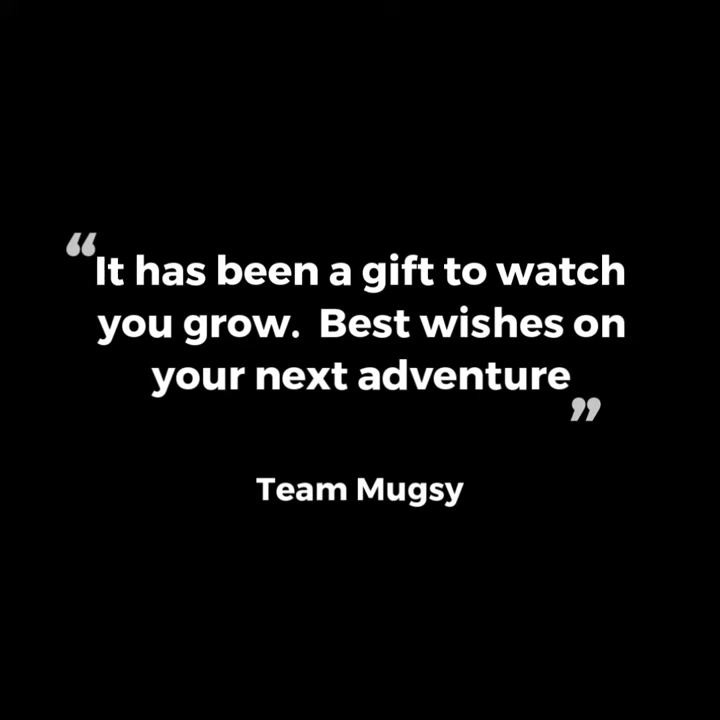 “It has been a gift to watch
you grow.  Best wishes on
your next adventure
”
Team Mugsy